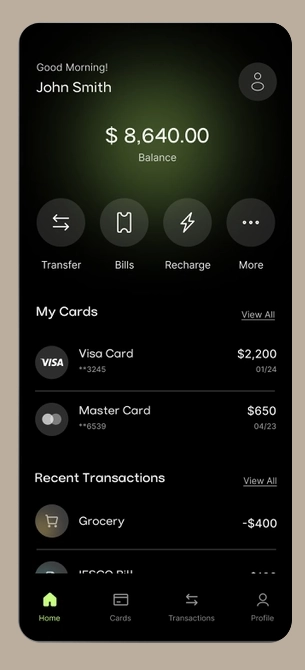 Good Morning!
John Smith
$ 8,640.00
Balance
Transfer Bills Recharge More
My Cards View All
VISA Visa Card $2,200
**3245 01/24
Master Card $650
**6539 04/23
Recent Transactions View All
Grocery -$400
Home Cards Transactions Profile